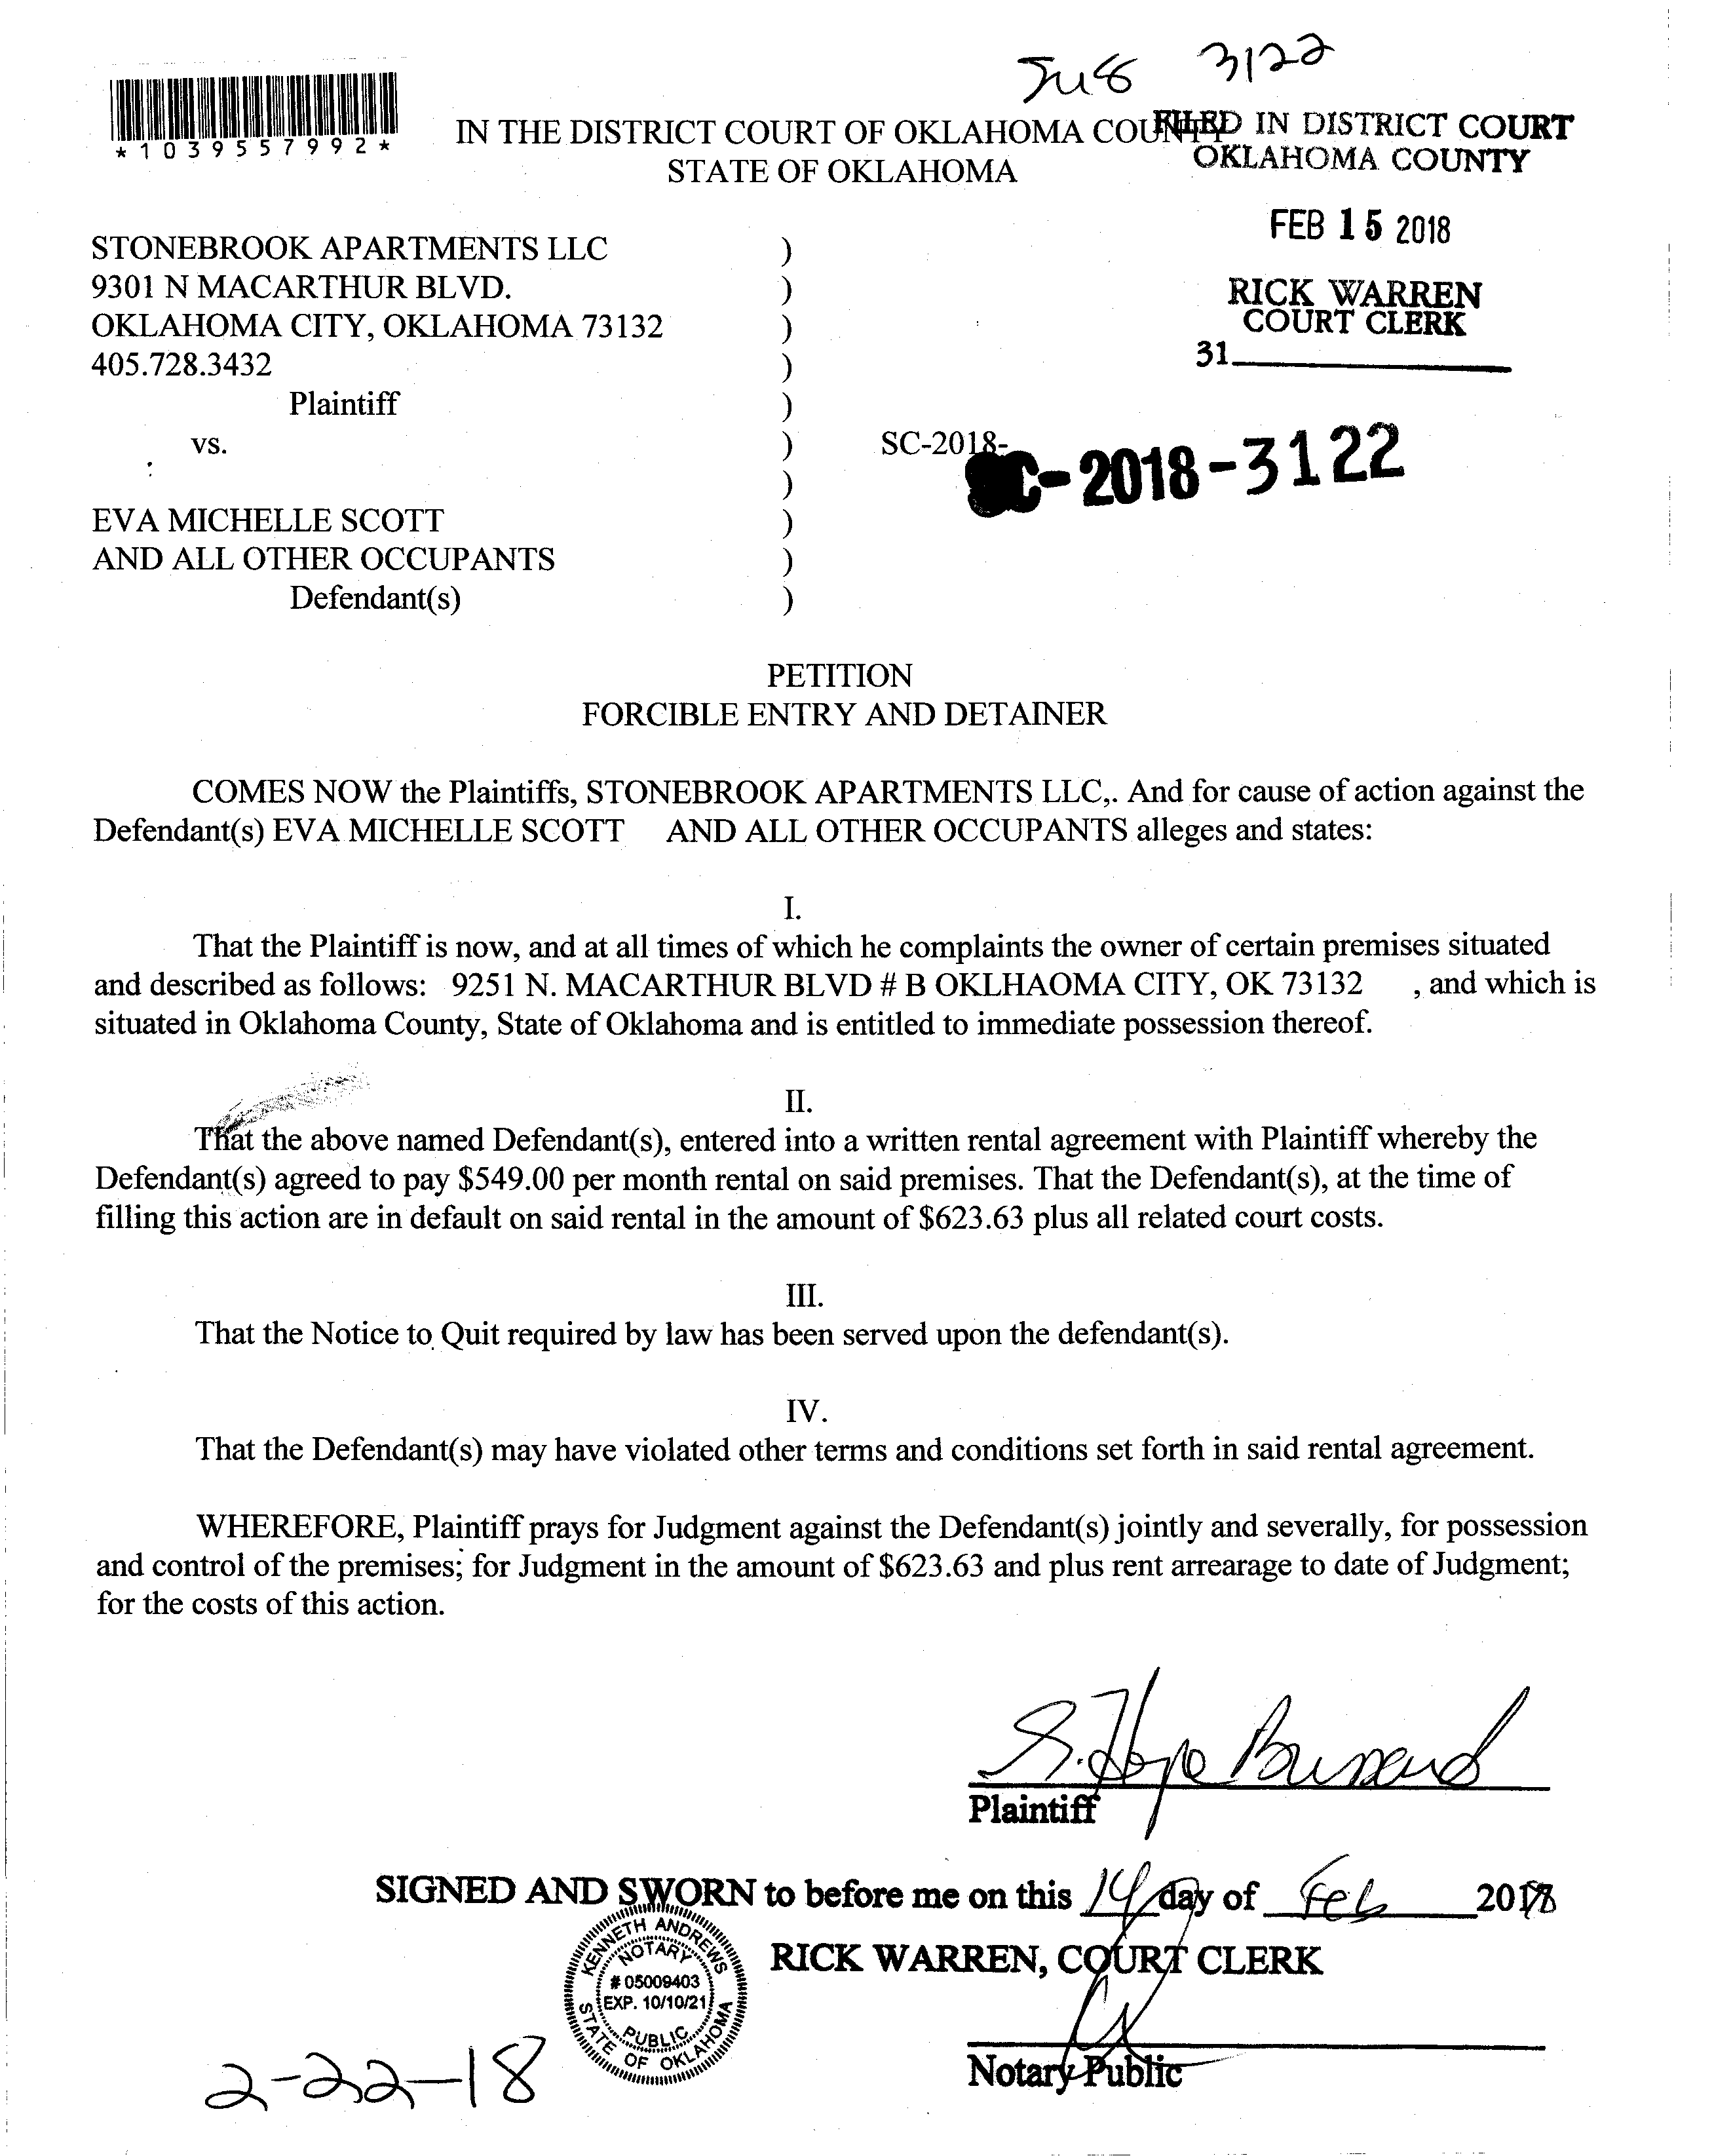 3122
*1039557992*
IN THE DISTRICT COURT OF OKLAHOMA COUNTY
STATE OF OKLAHOMA
FILED IN DISTRICT COURT
OKLAHOMA COUNTY
FEB 15 2018
RICK WARREN
COURT CLERK
31
STONEBROOK APARTMENTS LLC )
9301 N MACARTHUR BLVD. )
OKLAHOMA CITY, OKLAHOMA 73132 )
405.728.3432 )
Plaintiff )
vs. ) SC-2018-
SC-2018-3122
)
EVA MICHELLE SCOTT )
AND ALL OTHER OCCUPANTS )
Defendant(s) )
PETITION
FORCIBLE ENTRY AND DETAINER
COMES NOW the Plaintiffs, STONEBROOK APARTMENTS LLC,. And for cause of action against the
Defendant(s) EVA MICHELLE SCOTT AND ALL OTHER OCCUPANTS alleges and states:
I.
That the Plaintiff is now, and at all times of which he complaints the owner of certain premises situated
and described as follows: 9251 N. MACARTHUR BLVD # B OKLHAOMA CITY, OK 73132 , and which is
situated in Oklahoma County, State of Oklahoma and is entitled to immediate possession thereof.
II.
That the above named Defendant(s), entered into a written rental agreement with Plaintiff whereby the
Defendant(s) agreed to pay $549.00 per month rental on said premises. That the Defendant(s), at the time of
filling this action are in default on said rental in the amount of $623.63 plus all related court costs.
III.
That the Notice to Quit required by law has been served upon the defendant(s).
IV.
That the Defendant(s) may have violated other terms and conditions set forth in said rental agreement.
WHEREFORE, Plaintiff prays for Judgment against the Defendant(s) jointly and severally, for possession
and control of the premises; for Judgment in the amount of $623.63 and plus rent arrearage to date of Judgment;
for the costs of this action.
S. Hope
Plaintiff
SIGNED AND SWORN to before me on this 14 day of Feb 2018
RICK WARREN, COURT CLERK
KENNETH ANDREWS
NOTARY
# 05009403
EXP. 10/10/21
PUBLIC
STATE OF OKLAHOMA
Notary Public
2-22-18